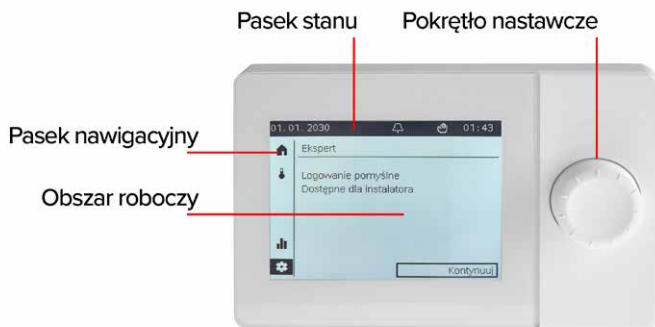 Pasek stanu
Pokrętło nastawcze
01. 01. 2030 01:43
Pasek nawigacyjny
Ekspert
Logowanie pomyślne
Dostępne dla instalatora
Obszar roboczy
Kontynuuj